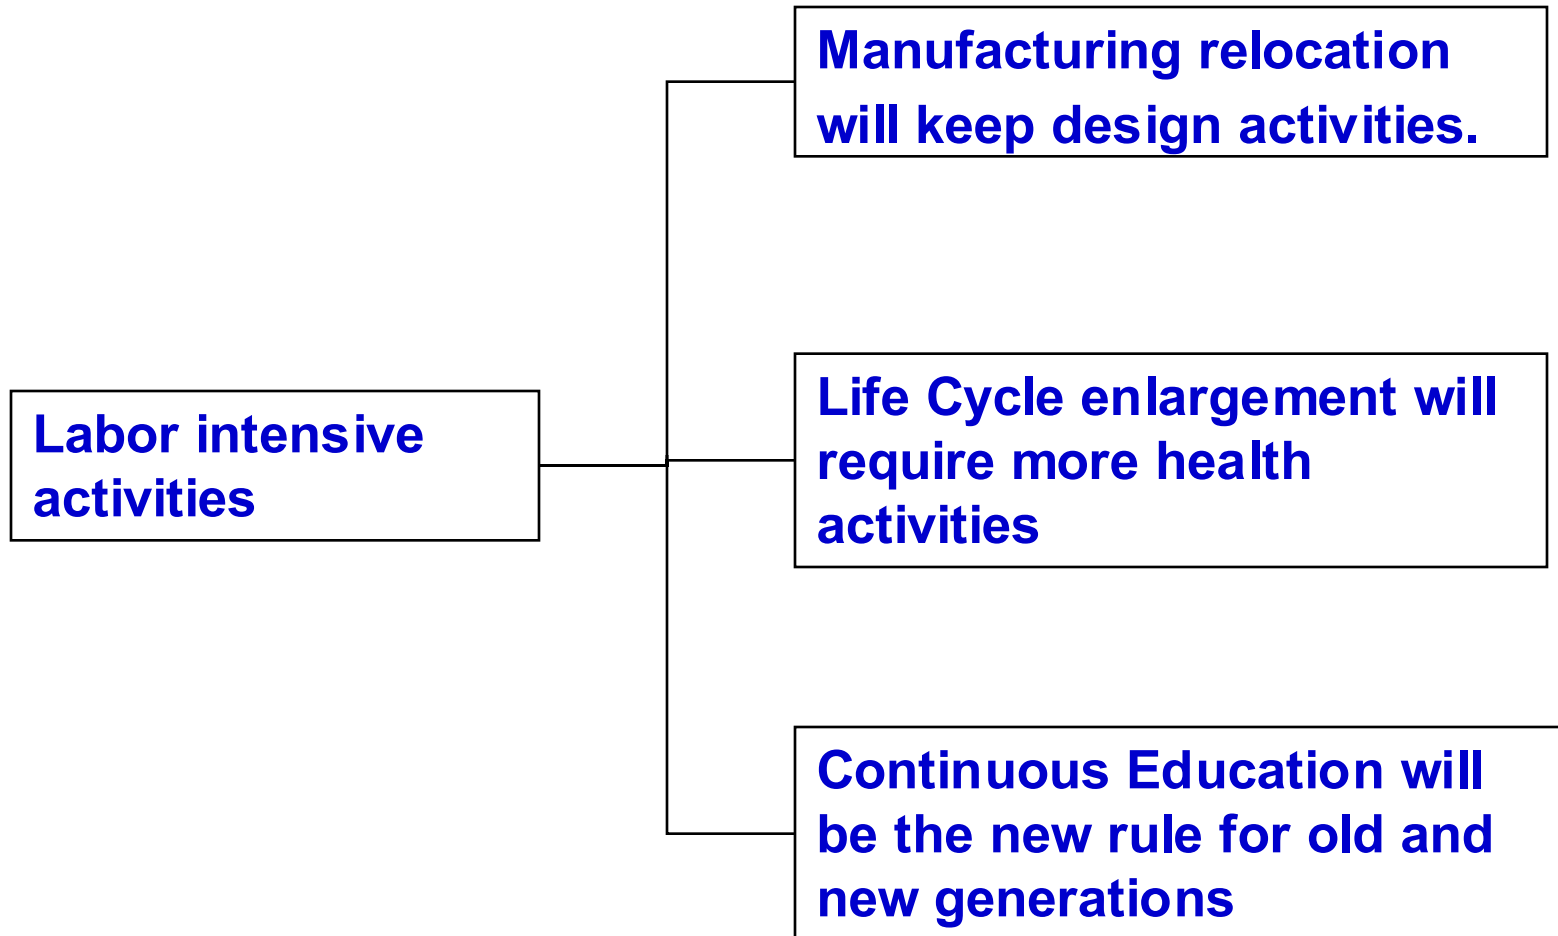 Manufacturing relocation
will keep design activities.
Labor intensive
activities
Life Cycle enlargement will
require more health
activities
Continuous Education will
be the new rule for old and
new generations